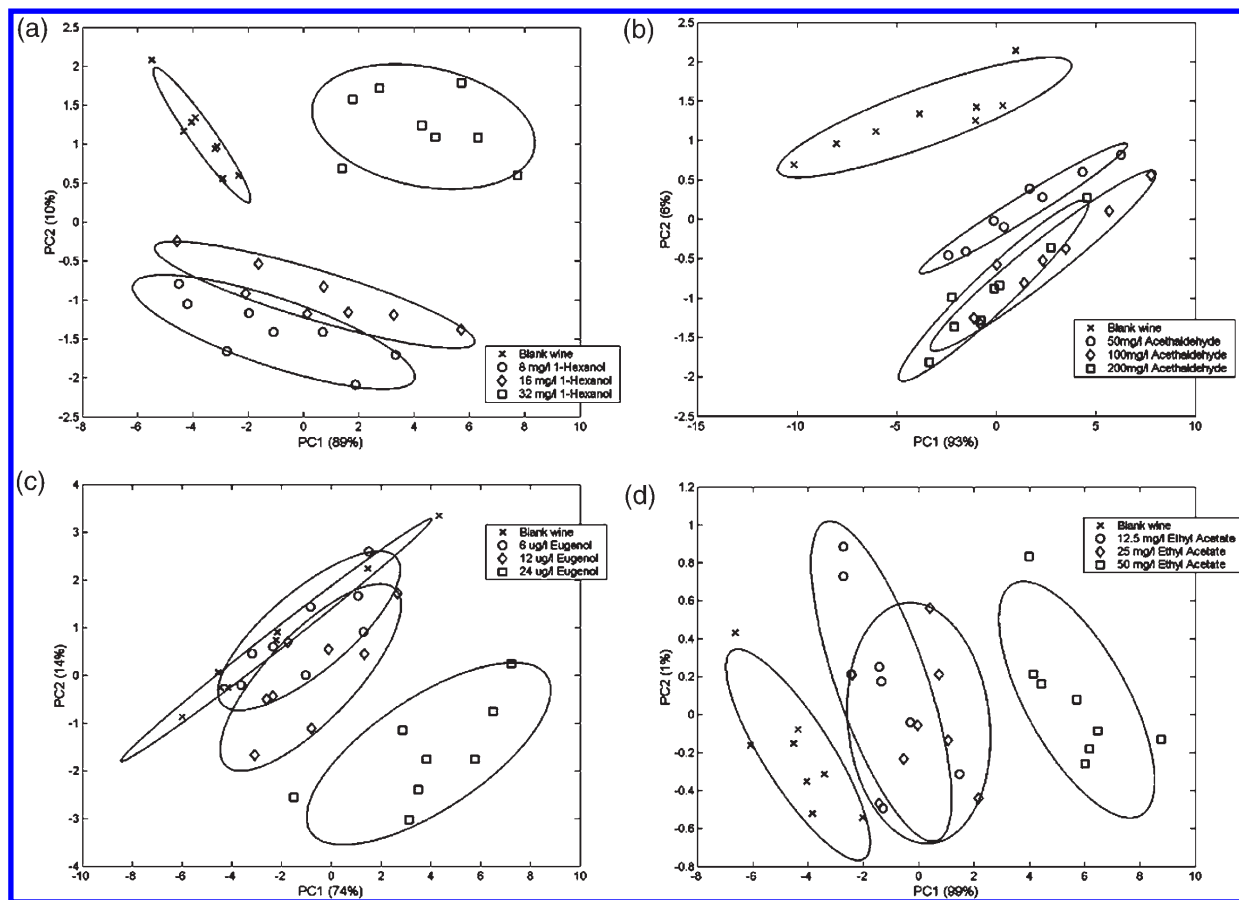 (a)
2.5
2
1.5
1
0.5
0
-0.5
-1
-1.5
-2
-2.5
PC2 (10%)
Blank wine
8 mg/l 1-Hexanol
16 mg/l 1-Hexanol
32 mg/l 1-Hexanol
-8 -6 -4 -2 0 2 4 6 8 10
PC1 (89%)
(b)
2.5
2
1.5
1
0.5
0
-0.5
-1
-1.5
-2
-2.5
PC2 (6%)
Blank wine
50mg/l Acethaldehyde
100mg/l Acethaldehyde
200mg/l Acethaldehyde
-15 -10 -5 0 5 10
PC1 (93%)
(c)
4
3
2
1
0
-1
-2
-3
-4
PC2 (14%)
Blank wine
6 ug/l Eugenol
12 ug/l Eugenol
24 ug/l Eugenol
-10 -8 -6 -4 -2 0 2 4 6 8 10
PC1 (74%)
(d)
1.2
1
0.8
0.6
0.4
0.2
0
-0.2
-0.4
-0.6
-0.8
PC2 (1%)
Blank wine
12.5 mg/l Ethyl Acetate
25 mg/l Ethyl Acetate
50 mg/l Ethyl Acetate
-8 -6 -4 -2 0 2 4 6 8 10
PC1 (99%)